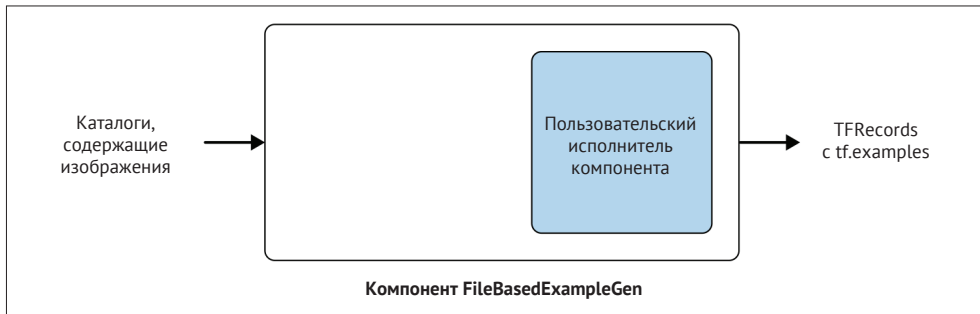 Каталоги,
содержащие
изображения
Пользовательский
исполнитель
компонента
TFRecords
с tf.examples
Компонент FileBasedExampleGen